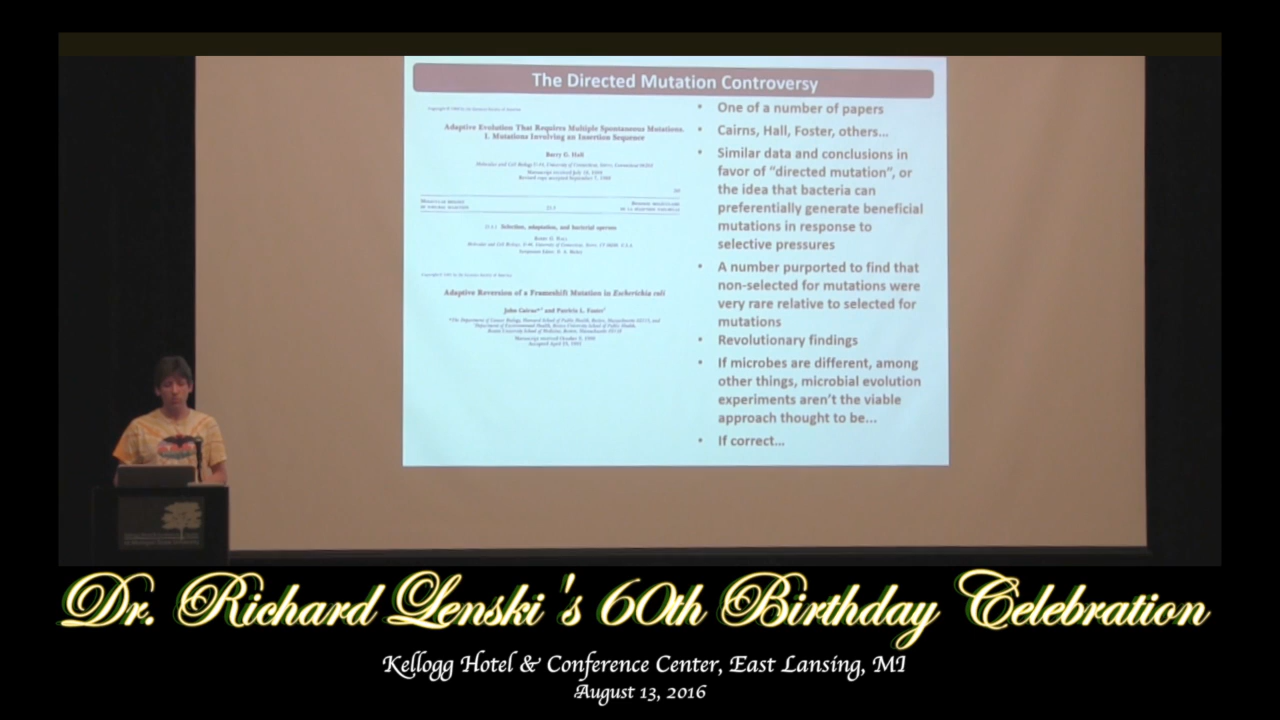 The Directed Mutation Controversy
Adaptive Evolution That Requires Multiple Spontaneous Mutations.
I. Mutations Involving an Insertion Sequence
Barry G. Hall
Selection, adaptation, and bacterial operons
Adaptive Reversion of a Frameshift Mutation in Escherichia coli
John Cairns and Patricia L. Foster
• One of a number of papers
• Cairns, Hall, Foster, others...
• Similar data and conclusions in
favor of “directed mutation”, or
the idea that bacteria can
preferentially generate beneficial
mutations in response to
selective pressures
• A number purported to find that
non-selected for mutations were
very rare relative to selected for
mutations
• Revolutionary findings
• If microbes are different, among
other things, microbial evolution
experiments aren’t the viable
approach thought to be...
• If correct...
Dr. Richard Lenski's 60th Birthday Celebration
Kellogg Hotel & Conference Center, East Lansing, MI
August 13, 2016